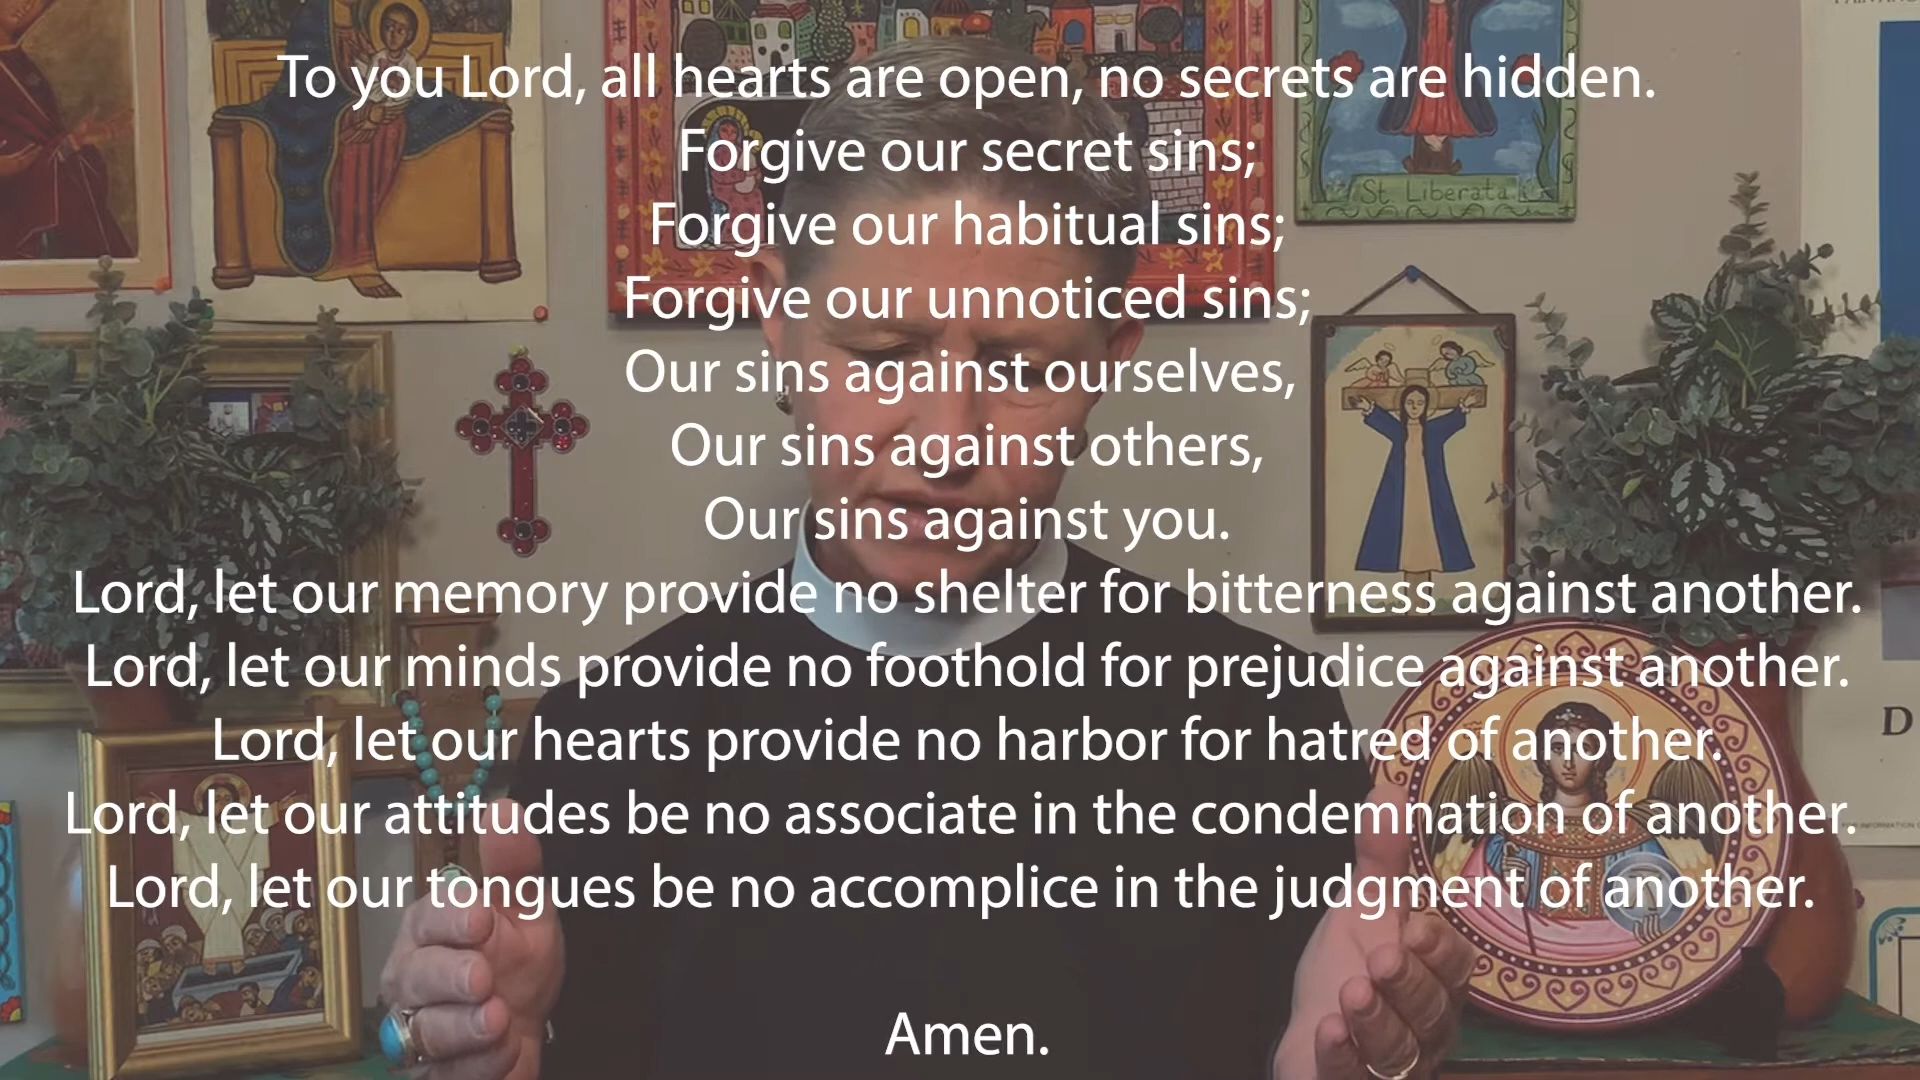 To you Lord, all hearts are open, no secrets are hidden.
Forgive our secret sins;
Forgive our habitual sins;
Forgive our unnoticed sins;
Our sins against ourselves,
Our sins against others,
Our sins against you.
Lord, let our memory provide no shelter for bitterness against another.
Lord, let our minds provide no foothold for prejudice against another.
Lord, let our hearts provide no harbor for hatred of another.
Lord, let our attitudes be no associate in the condemnation of another.
Lord, let our tongues be no accomplice in the judgment of another.
Amen.
St Liberata
D